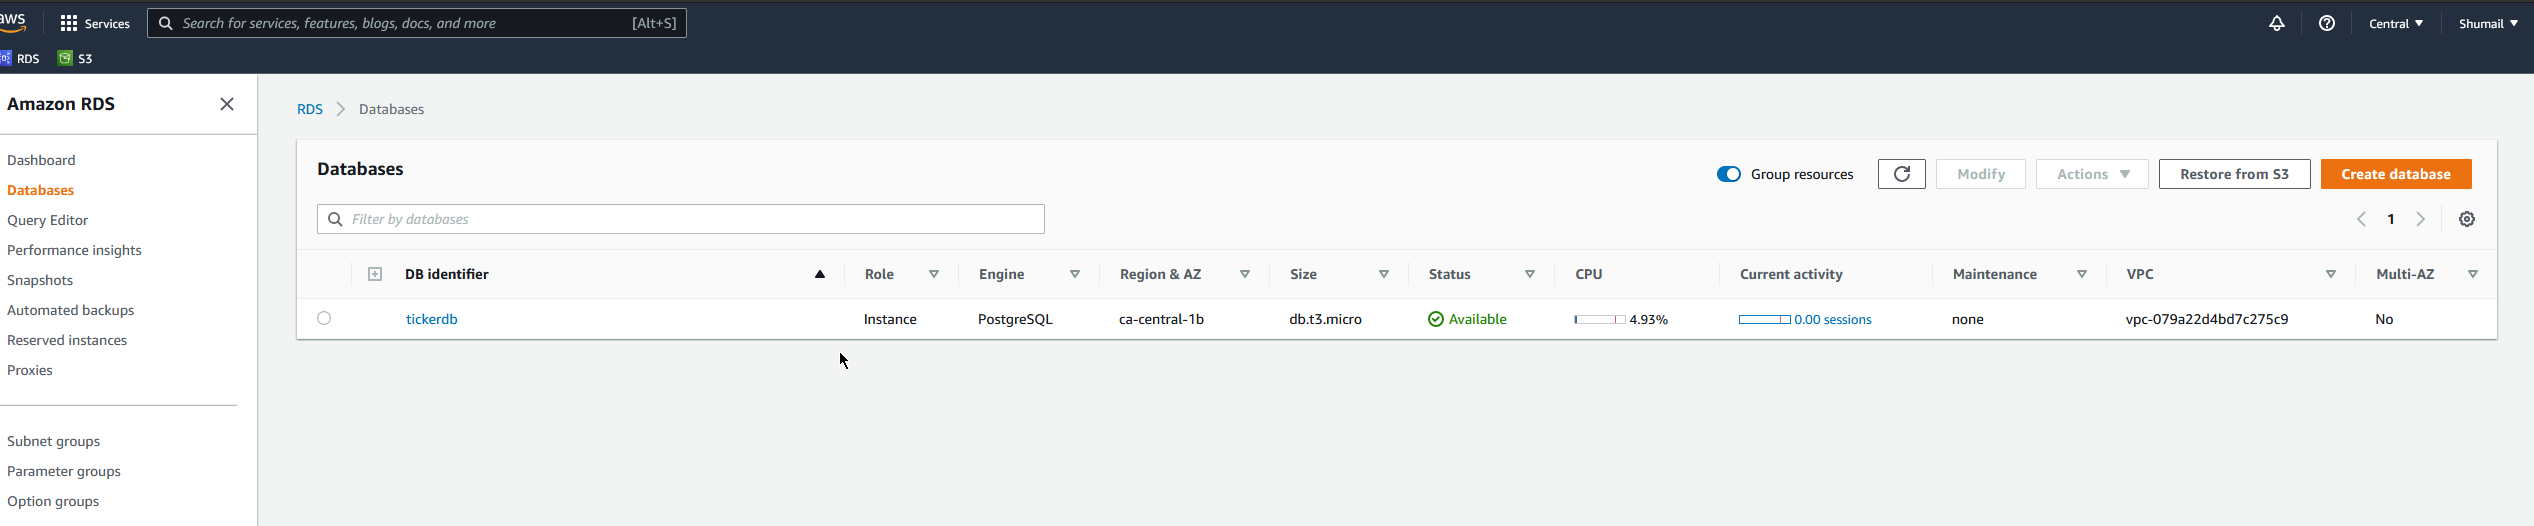 aws
Services
Search for services, features, blogs, docs, and more
[Alt+S]
Central
Shumail
RDS
S3
Amazon RDS
Dashboard
Databases
Query Editor
Performance insights
Snapshots
Automated backups
Reserved instances
Proxies
Subnet groups
Parameter groups
Option groups
RDS
Databases
Databases
Group resources
Modify
Actions
Restore from S3
Create database
Filter by databases
1
DB identifier Role Engine Region & AZ Size Status CPU Current activity Maintenance VPC Multi-AZ
tickerdb Instance PostgreSQL ca-central-1b db.t3.micro Available 4.93% 0.00 sessions none vpc-079a22d4bd7c275c9 No